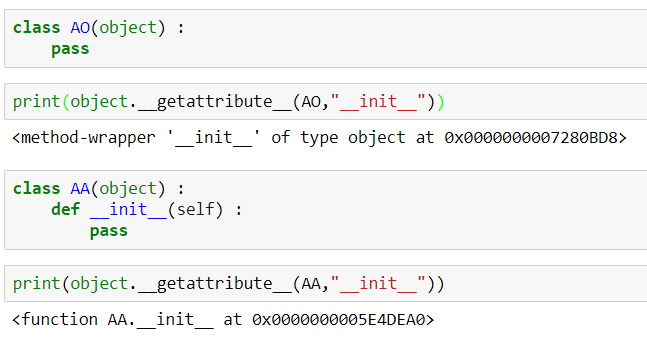 class AO(object) :
    pass
print(object.__getattribute__(AO,"__init__"))
<method-wrapper '__init__' of type object at 0x0000000007280BD8>
class AA(object) :
    def __init__(self) :
        pass
print(object.__getattribute__(AA,"__init__"))
<function AA.__init__ at 0x0000000005E4DEA0>